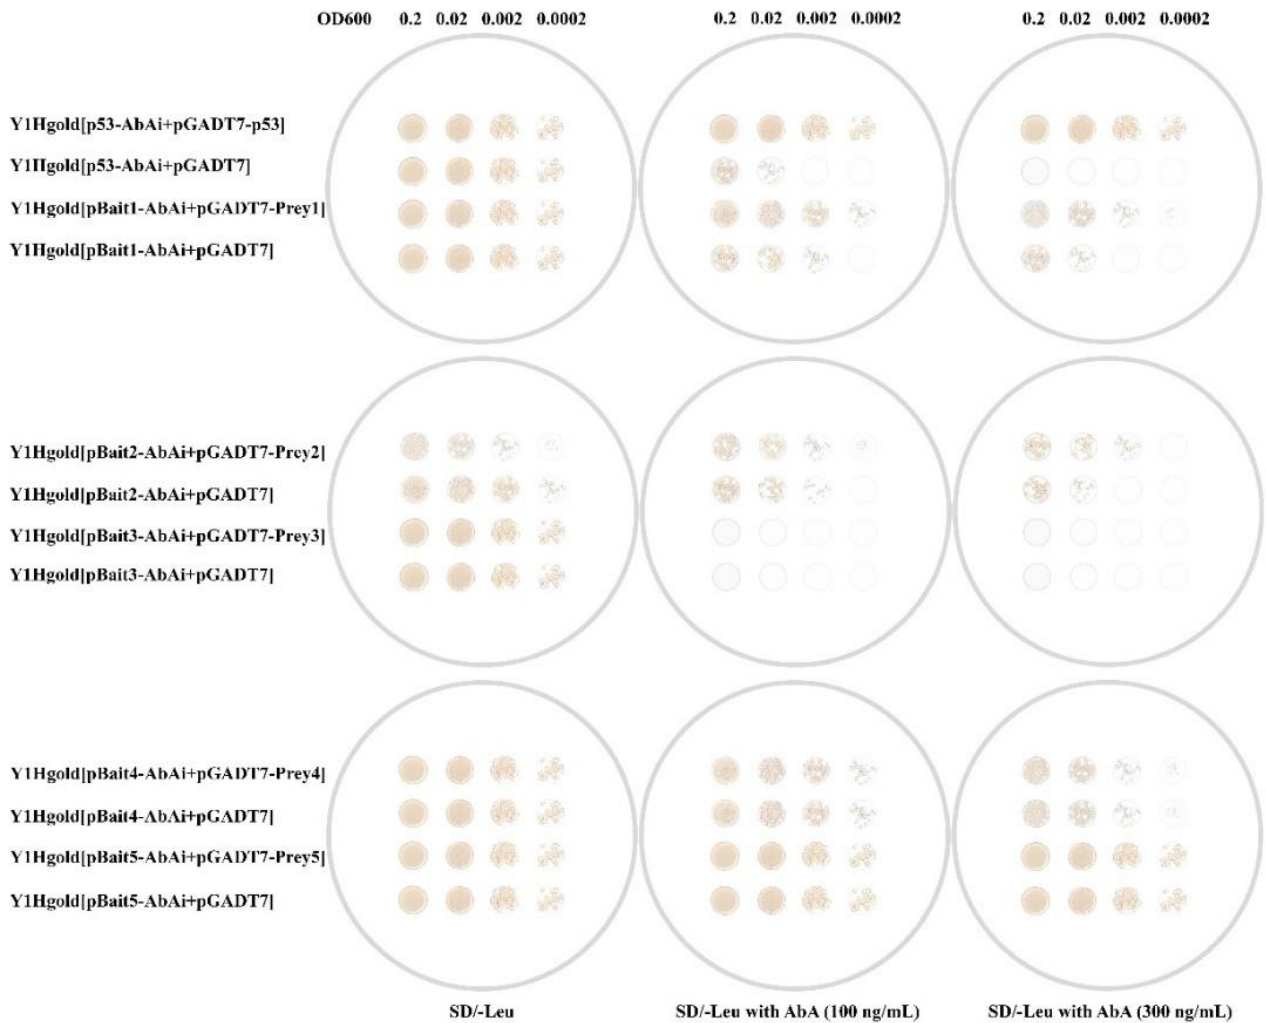 OD600 0.2 0.02 0.002 0.0002 0.2 0.02 0.002 0.0002 0.2 0.02 0.002 0.0002
Y1Hgold[p53-AbAi+pGADT7-p53]
Y1Hgold[p53-AbAi+pGADT7]
Y1Hgold[pBait1-AbAi+pGADT7-Prey1]
Y1Hgold[pBait1-AbAi+pGADT7]
Y1Hgold[pBait2-AbAi+pGADT7-Prey2]
Y1Hgold[pBait2-AbAi+pGADT7]
Y1Hgold[pBait3-AbAi+pGADT7-Prey3]
Y1Hgold[pBait3-AbAi+pGADT7]
Y1Hgold[pBait4-AbAi+pGADT7-Prey4]
Y1Hgold[pBait4-AbAi+pGADT7]
Y1Hgold[pBait5-AbAi+pGADT7-Prey5]
Y1Hgold[pBait5-AbAi+pGADT7]
SD/-Leu SD/-Leu with AbA (100 ng/mL) SD/-Leu with AbA (300 ng/mL)